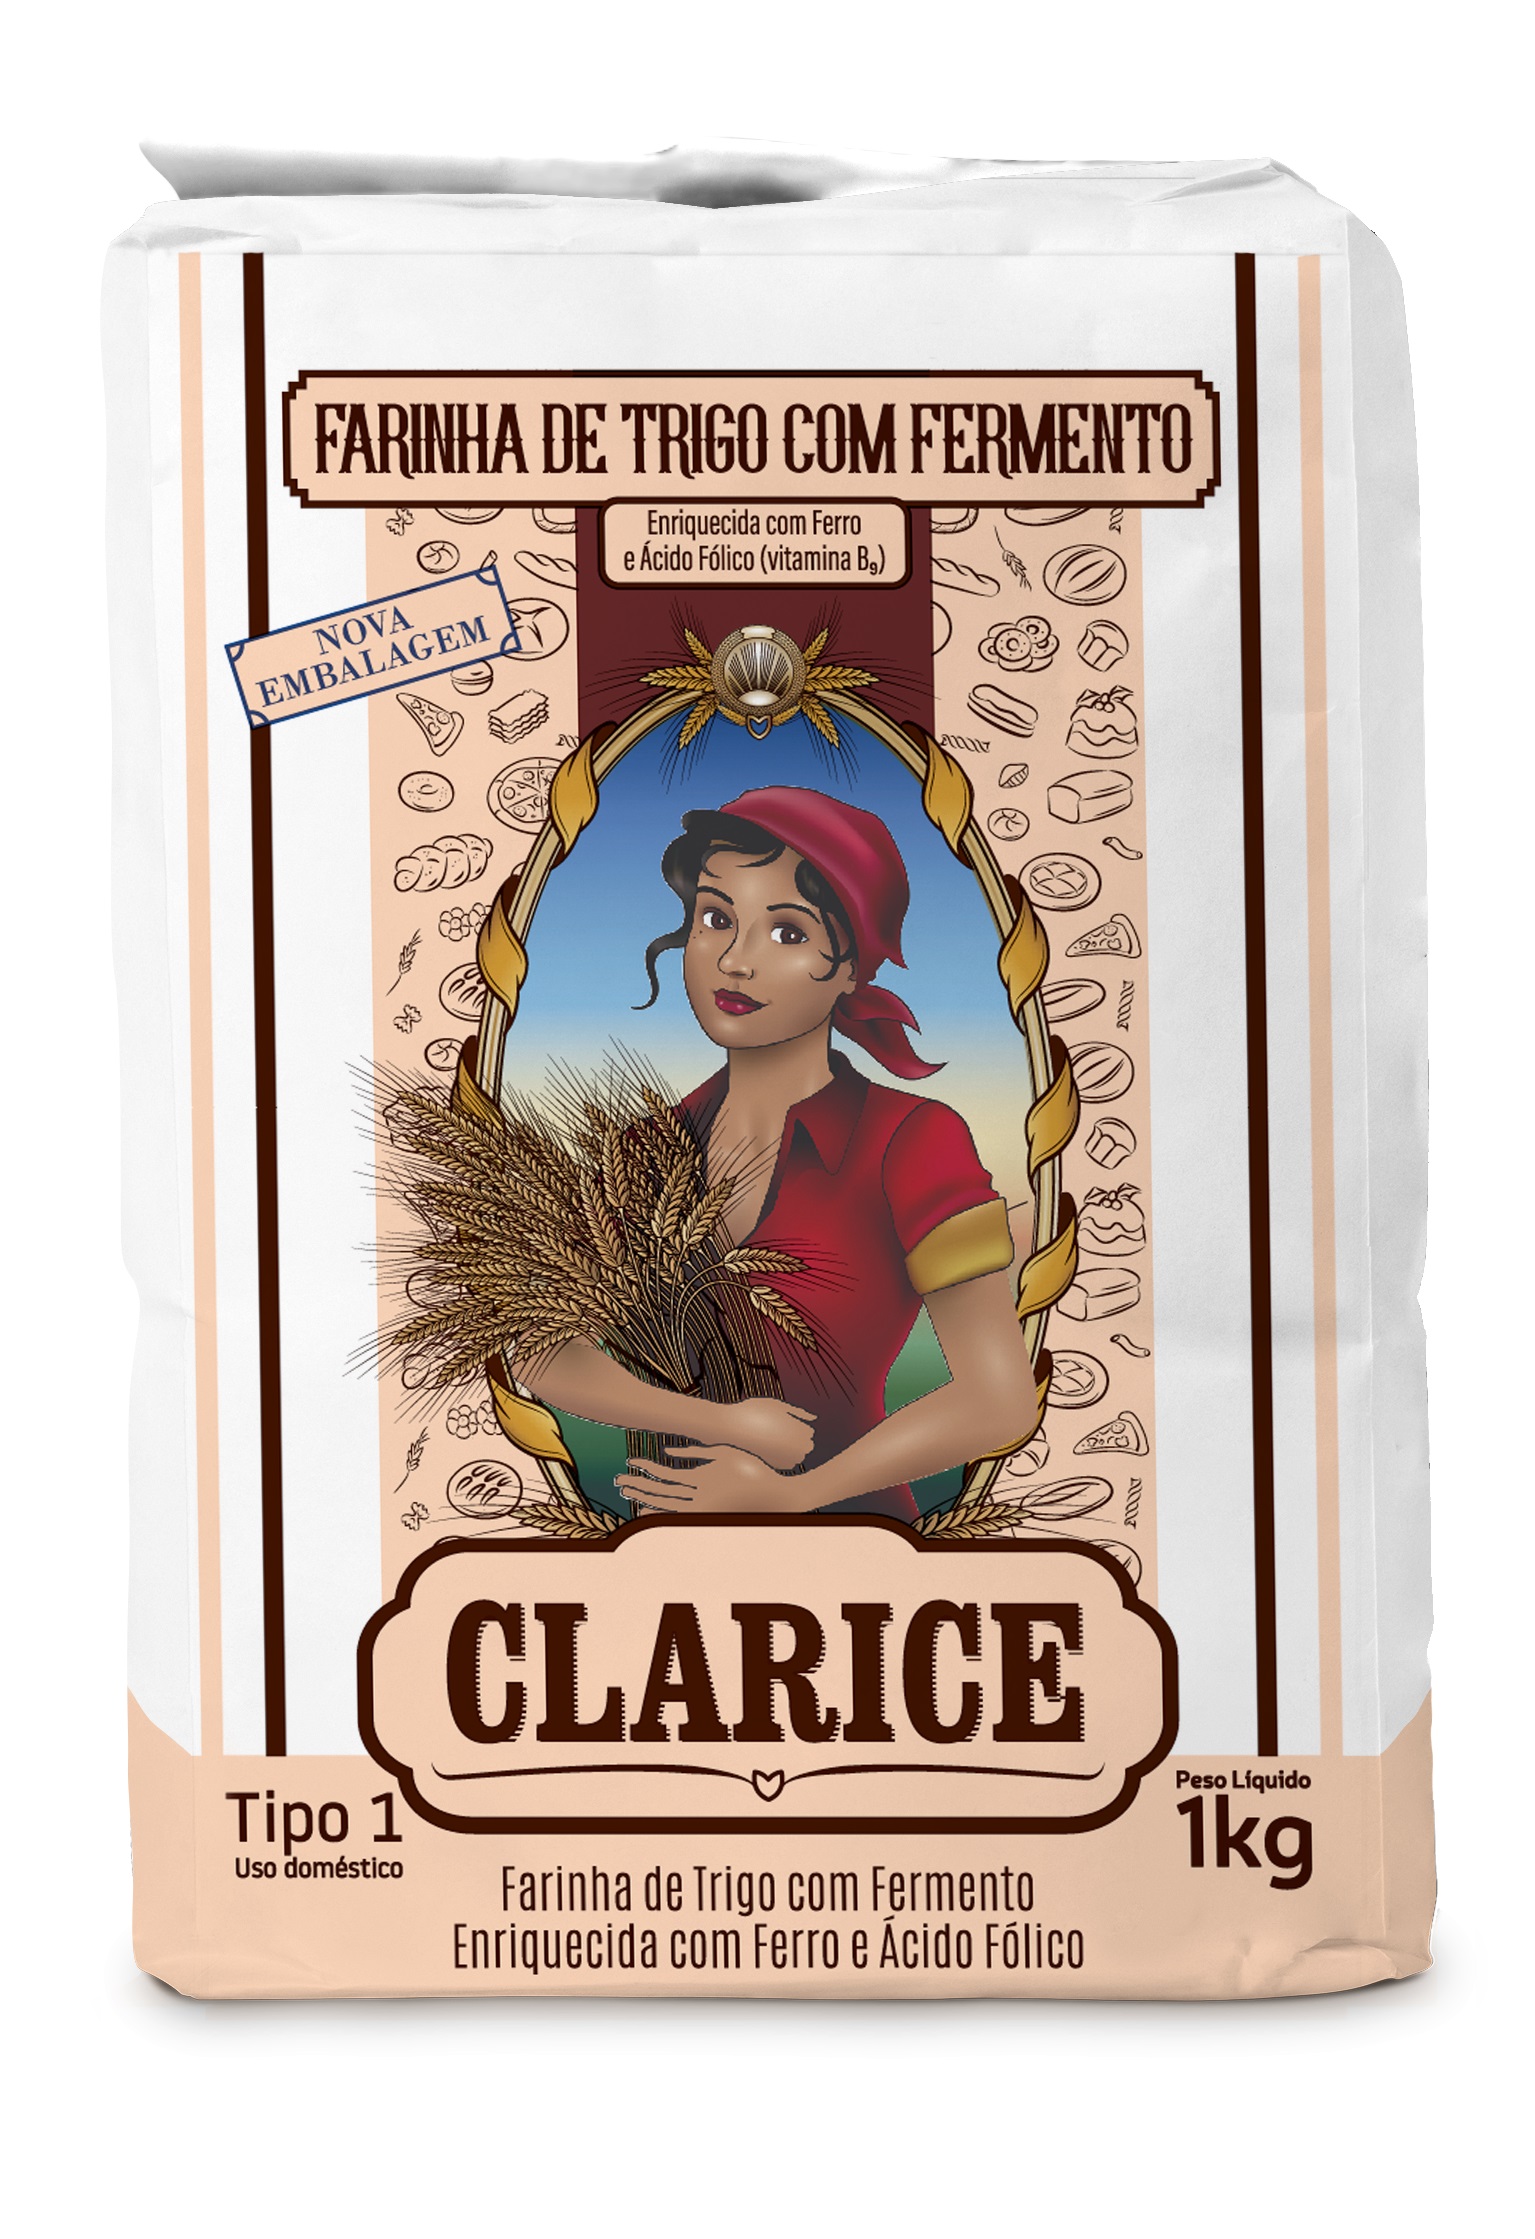 FARINHA DE TRIGO COM FERMENTO
Enriquecida com Ferro
e Ácido Fólico (vitamina B₉)
NOVA
EMBALAGEM
CLARICE
Tipo 1
Uso doméstico
Peso Líquido
1kg
Farinha de Trigo com Fermento
Enriquecida com Ferro e Ácido Fólico